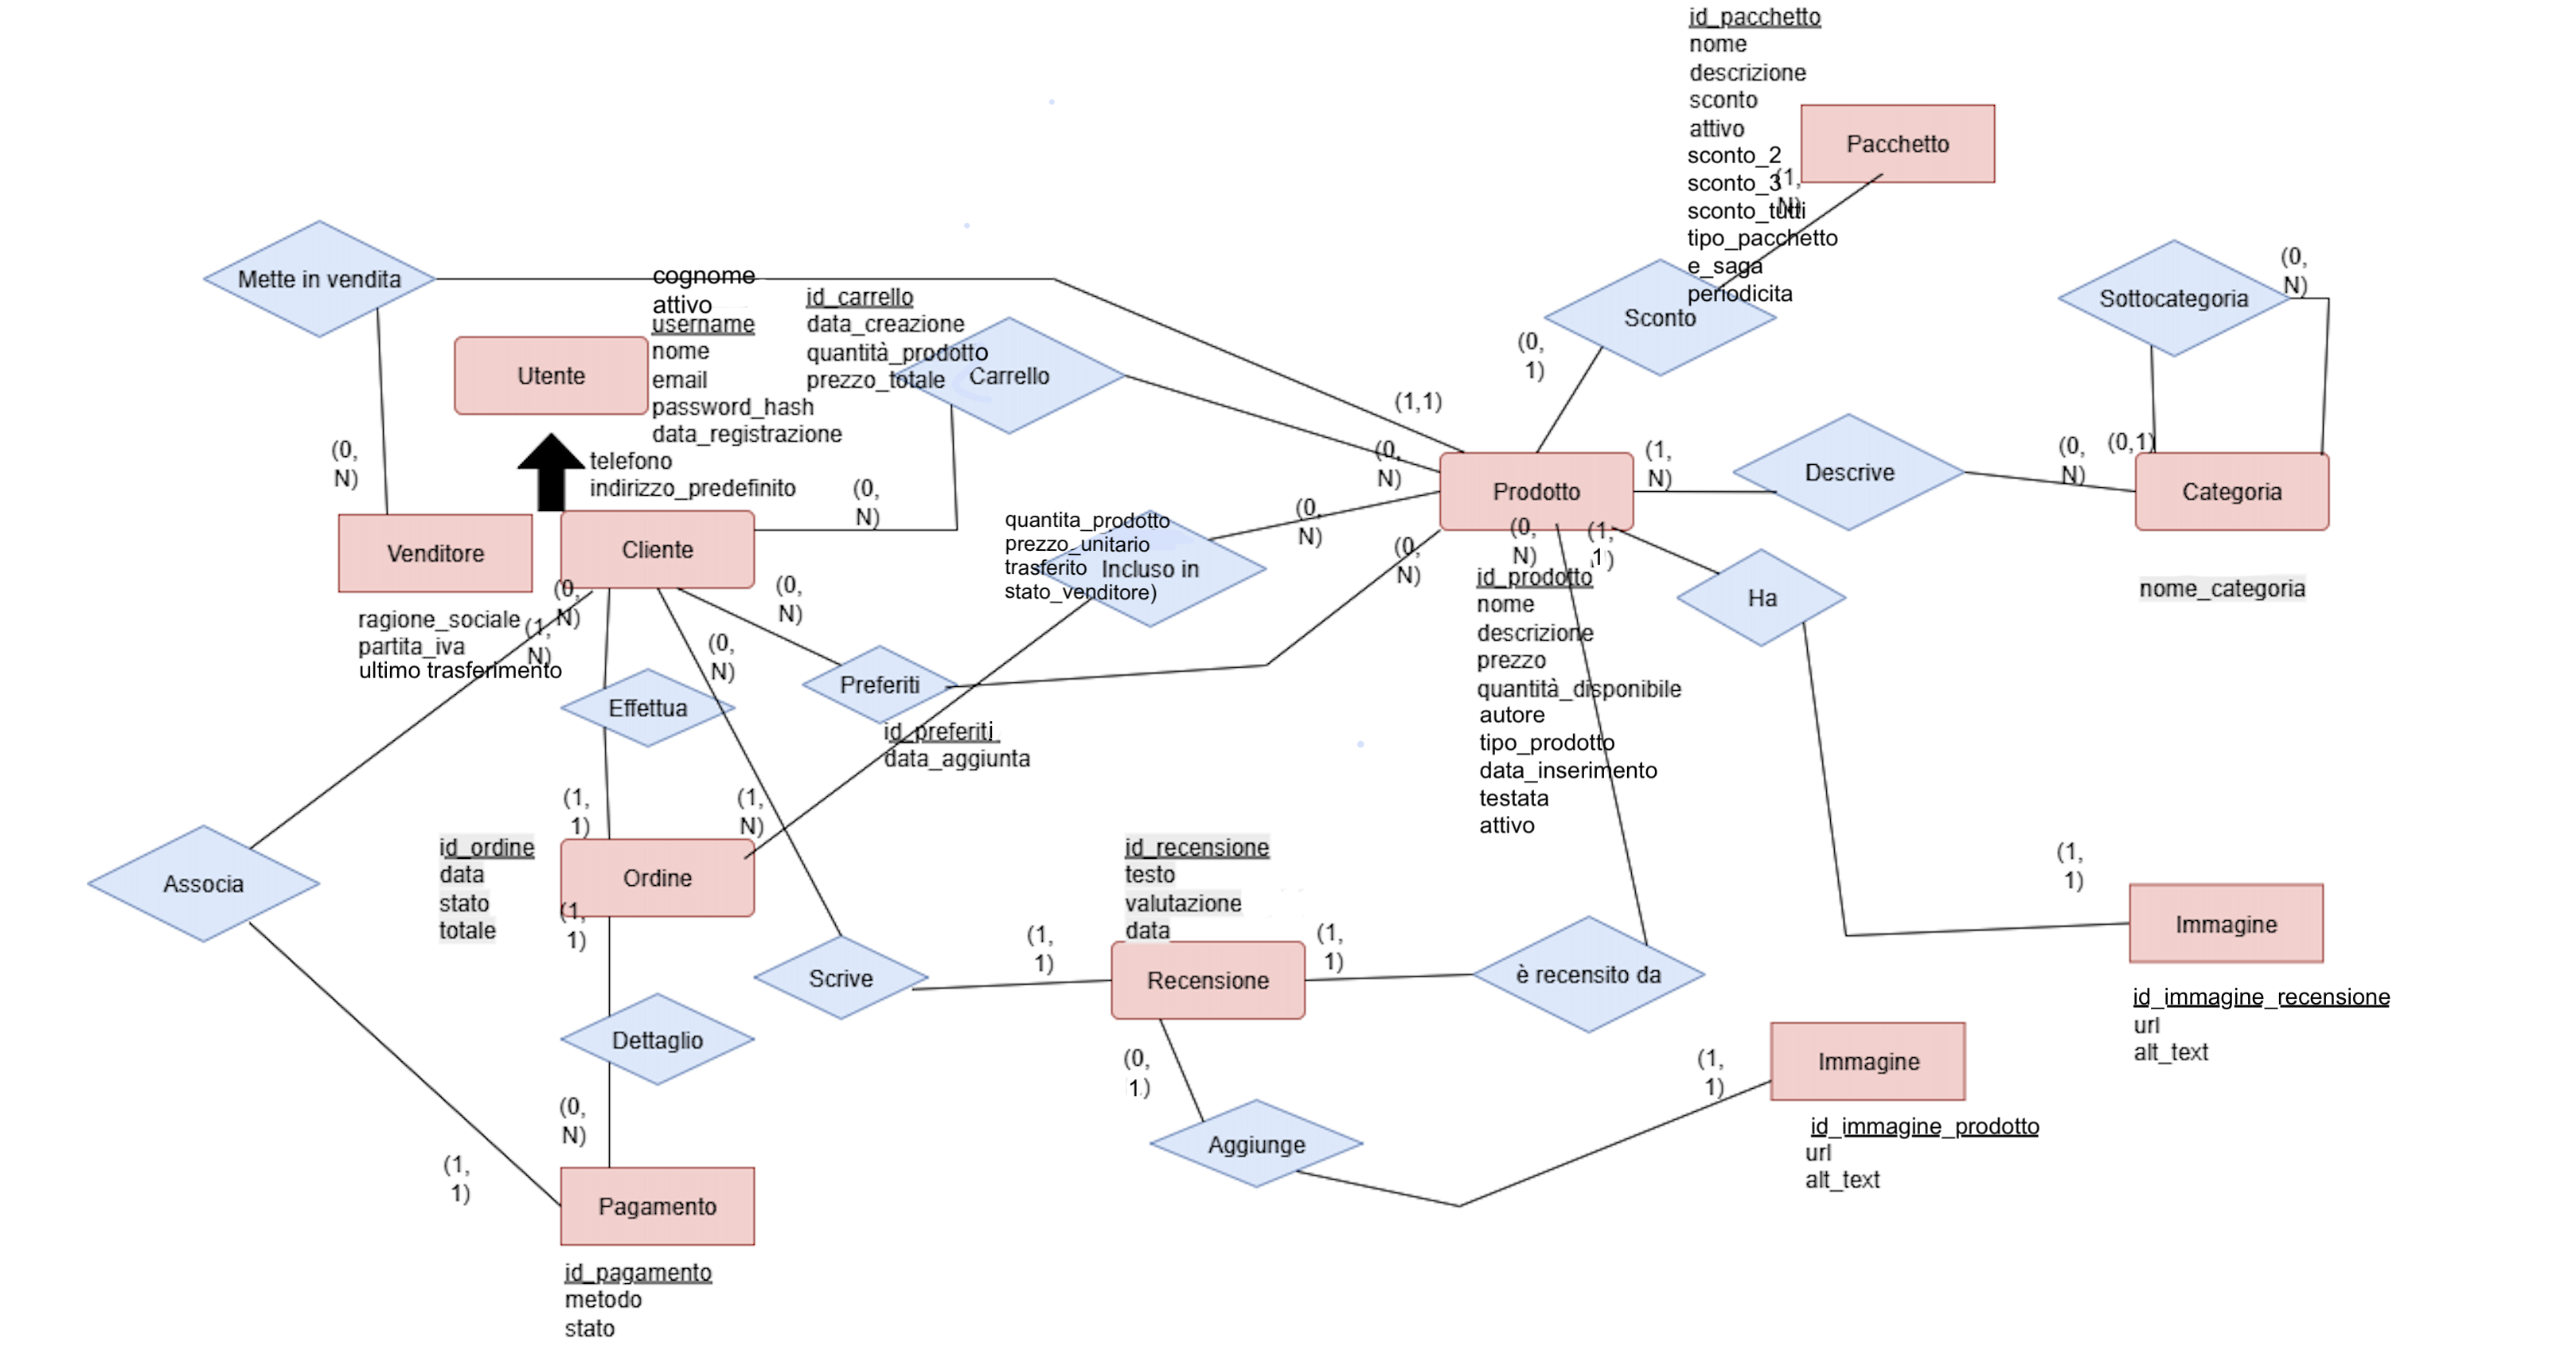 id_pacchetto
nome
descrizione
sconto
attivo
sconto_2
sconto_3
sconto_tutti
tipo_pacchetto
e_saga
periodicita
Pacchetto
(1,
N)
Sconto
(0,
1)
Sottocategoria
(0,
N)
(0,1)
Mette in vendita
(0,
N)
(1,1)
cognome
attivo
username
nome
email
password_hash
data_registrazione
Utente
id_carrello
data_creazione
quantità_prodotto
prezzo_totale
Carrello
(0,
N)
(0,
N)
telefono
indirizzo_predefinito
Venditore
ragione_sociale
partita_iva
ultimo trasferimento
Cliente
(0,
N)
(1,
N)
(0,
N)
(0,
N)
quantita_prodotto
prezzo_unitario
trasferito
stato_venditore)
Incluso in
(0,
N)
(0,
N)
Prodotto
(1,
N)
Descrive
(0,
N)
Categoria
nome_categoria
(0,
N)
(1,
1)
id_prodotto
nome
descrizione
prezzo
quantità_disponibile
autore
tipo_prodotto
data_inserimento
testata
attivo
Ha
Effettua
Preferiti
id_preferiti
data_aggiunta
(1,
1)
(1,
N)
Associa
id_ordine
data
stato
totale
Ordine
(1,
1)
id_recensione
testo
valutazione
data
Scrive
(1,
1)
Recensione
(1,
1)
è recensito da
(1,
1)
Immagine
id_immagine_recensione
url
alt_text
Dettaglio
(0,
N)
(0,
1)
Aggiunge
(1,
1)
Immagine
id_immagine_prodotto
url
alt_text
(1,
1)
Pagamento
id_pagamento
metodo
stato